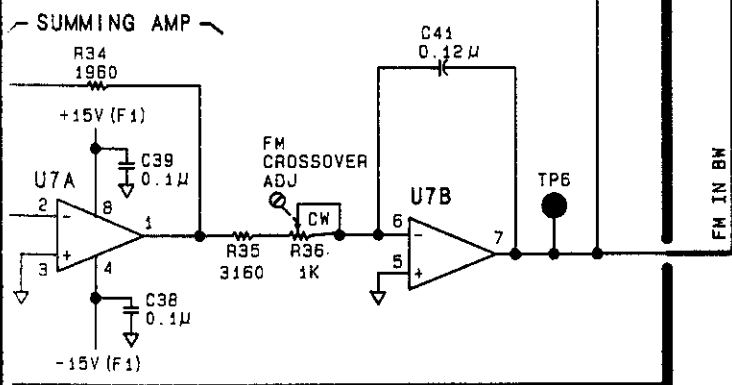 SUMMING AMP
R34
1960
+15V (F1)
C39
0.1µ
U7A
2
-
8
1
+
3
4
C38
0.1µ
-15V (F1)
FM
CROSSOVER
ADJ
CW
R35
3160
R36
1K
C41
0.12µ
U7B
6
-
7
5
+
TP6
FM IN BW